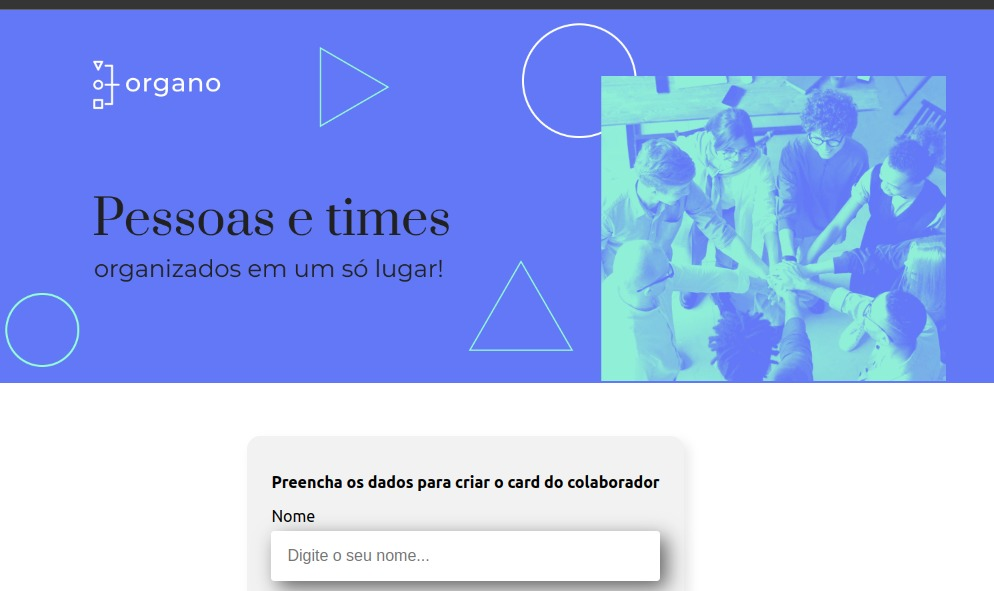 organo
Pessoas e times
organizados em um só lugar!
Preencha os dados para criar o card do colaborador
Nome
Digite o seu nome...